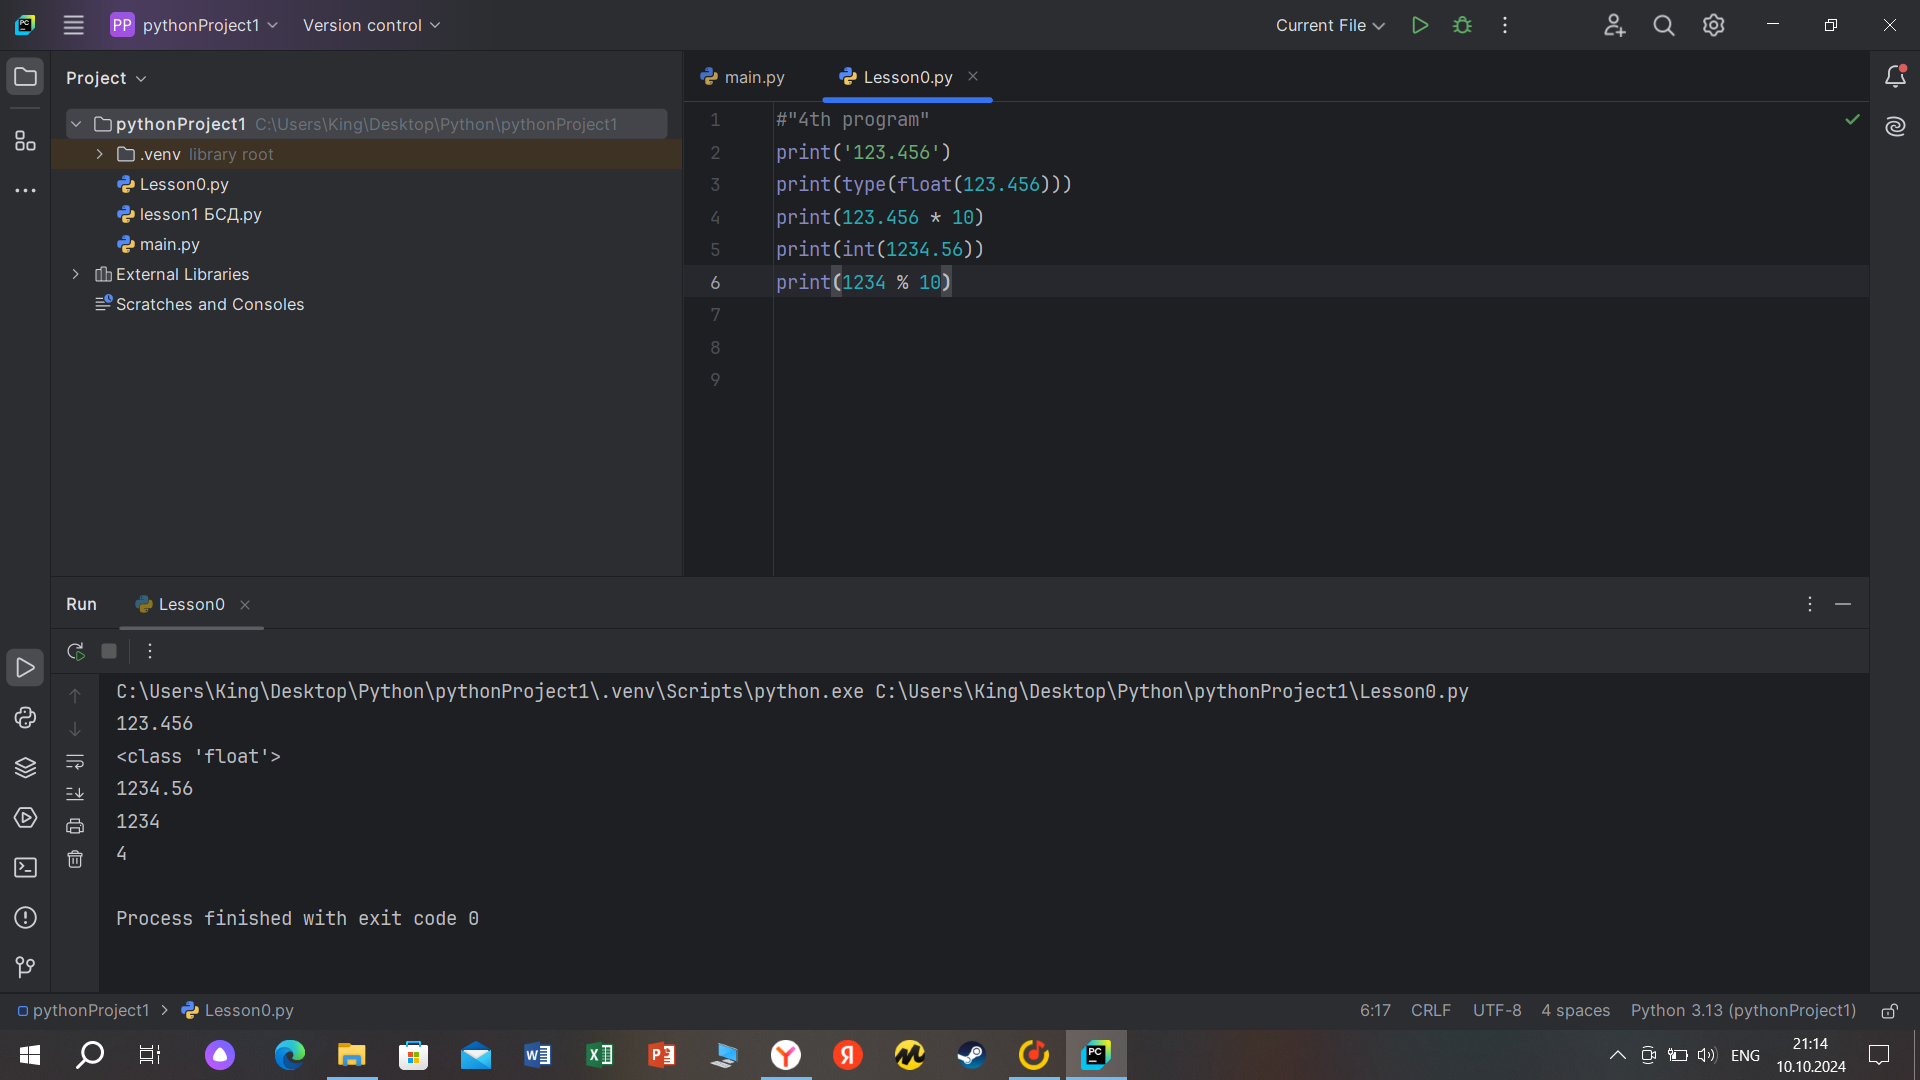 PC
PP pythonProject1
Version control
Current File
Project
pythonProject1 C:\Users\King\Desktop\Python\pythonProject1
.venv library root
Lesson0.py
lesson1 БСД.py
main.py
External Libraries
Scratches and Consoles
main.py
Lesson0.py
1 #"4th program"
2 print('123.456')
3 print(type(float(123.456)))
4 print(123.456 * 10)
5 print(int(1234.56))
6 print(1234 % 10)
7
8
9
Run
Lesson0
C:\Users\King\Desktop\Python\pythonProject1\.venv\Scripts\python.exe C:\Users\King\Desktop\Python\pythonProject1\Lesson0.py
123.456
<class 'float'>
1234.56
1234
4
Process finished with exit code 0
pythonProject1 > Lesson0.py
6:17 CRLF UTF-8 4 spaces Python 3.13 (pythonProject1)
ENG
21:14
10.10.2024